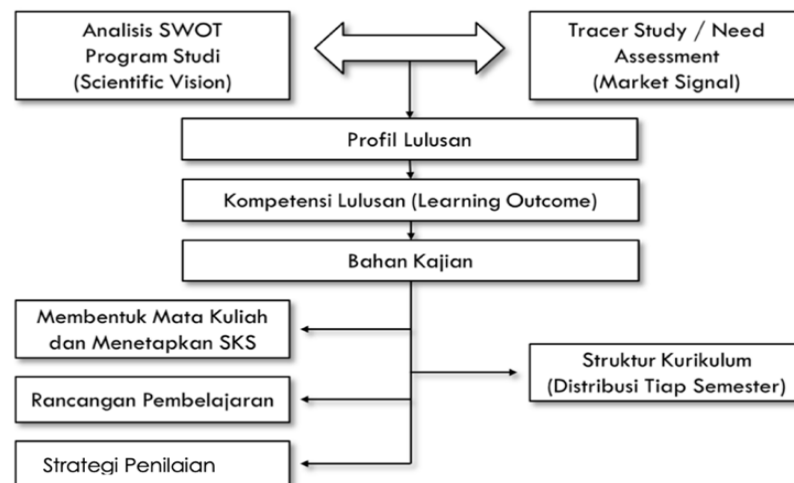 Analisis SWOT
Program Studi
(Scientific Vision)
Tracer Study / Need
Assessment
(Market Signal)
Profil Lulusan
Kompetensi Lulusan (Learning Outcome)
Bahan Kajian
Membentuk Mata Kuliah
dan Menetapkan SKS
Struktur Kurikulum
(Distribusi Tiap Semester)
Rancangan Pembelajaran
Strategi Penilaian